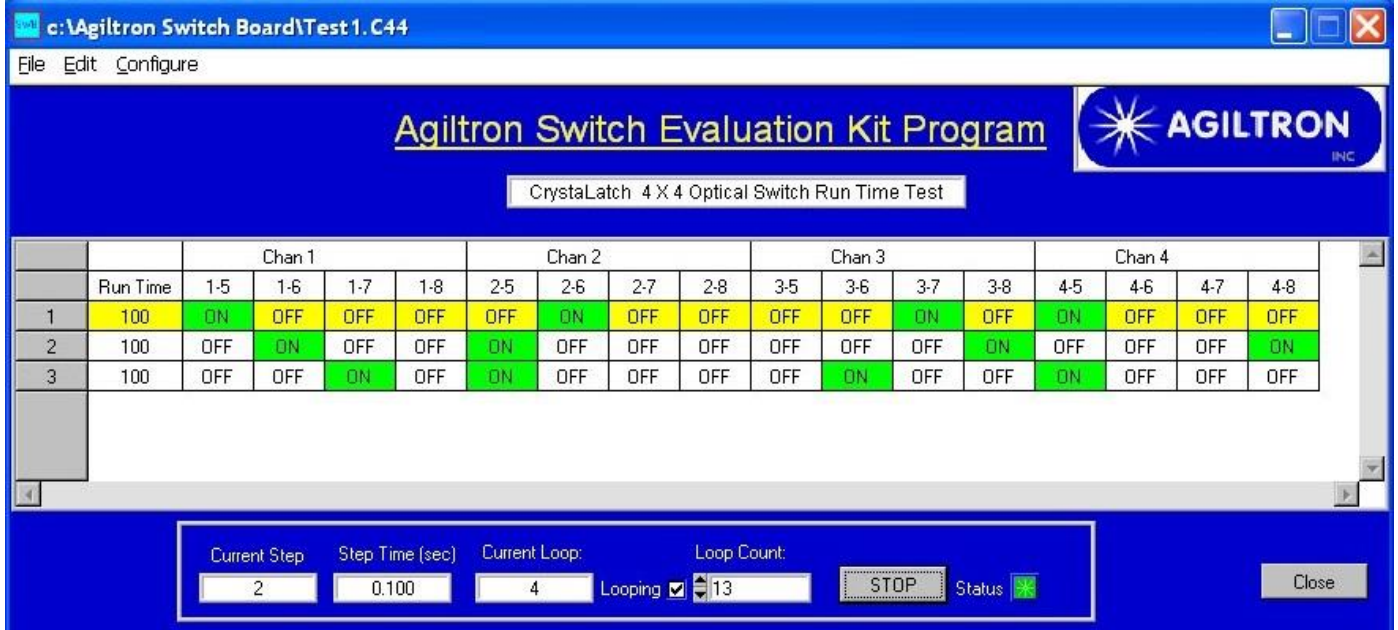 c:\Agiltron Switch Board\Test1.C44
File Edit Configure
Agiltron Switch Evaluation Kit Program
AGILTRON
INC
CrystaLatch 4 X 4 Optical Switch Run Time Test
Chan 1 Chan 2 Chan 3 Chan 4
Run Time 1-5 1-6 1-7 1-8 2-5 2-6 2-7 2-8 3-5 3-6 3-7 3-8 4-5 4-6 4-7 4-8
1 100 ON OFF OFF OFF OFF ON OFF OFF OFF OFF ON OFF ON OFF OFF OFF
2 100 OFF ON OFF OFF ON OFF OFF OFF OFF OFF OFF ON OFF OFF OFF ON
3 100 OFF OFF ON OFF ON OFF OFF OFF OFF ON OFF OFF ON OFF OFF OFF
Current Step Step Time (sec) Current Loop: Loop Count:
2 0.100 4 Looping 13 STOP Status Close